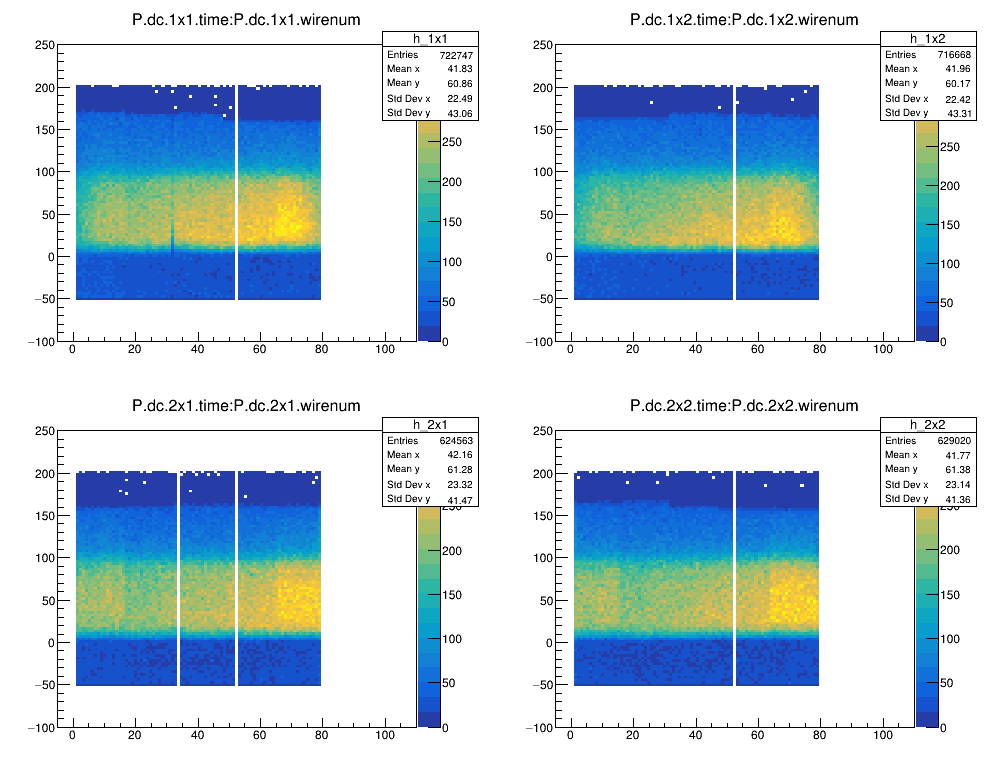 P.dc.1x1.time:P.dc.1x1.wirenum
h_1x1
Entries 722747
Mean x 41.83
Mean y 60.86
Std Dev x 22.49
Std Dev y 43.06
250
200
150
100
50
0
−50
−100
0 20 40 60 80 100
250
200
150
100
50
0
P.dc.1x2.time:P.dc.1x2.wirenum
h_1x2
Entries 716668
Mean x 41.96
Mean y 60.17
Std Dev x 22.42
Std Dev y 43.31
250
200
150
100
50
0
−50
−100
0 20 40 60 80 100
250
200
150
100
50
0
P.dc.2x1.time:P.dc.2x1.wirenum
h_2x1
Entries 624563
Mean x 42.16
Mean y 61.28
Std Dev x 23.32
Std Dev y 41.47
250
200
150
100
50
0
−50
−100
0 20 40 60 80 100
250
200
150
100
50
0
P.dc.2x2.time:P.dc.2x2.wirenum
h_2x2
Entries 629020
Mean x 41.77
Mean y 61.38
Std Dev x 23.14
Std Dev y 41.36
250
200
150
100
50
0
−50
−100
0 20 40 60 80 100
250
200
150
100
50
0